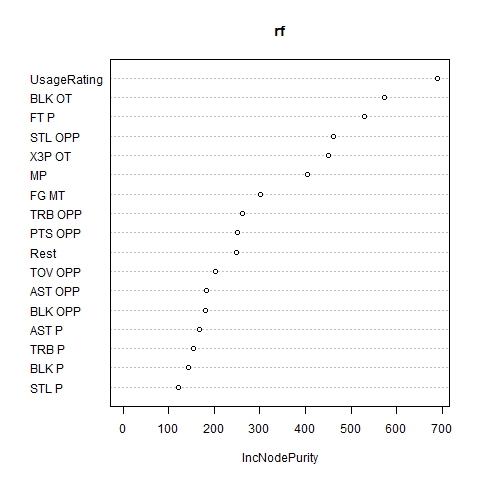 rf
UsageRating
BLK OT
FT P
STL OPP
X3P OT
MP
FG MT
TRB OPP
PTS OPP
Rest
TOV OPP
AST OPP
BLK OPP
AST P
TRB P
BLK P
STL P
0 100 200 300 400 500 600 700
IncNodePurity